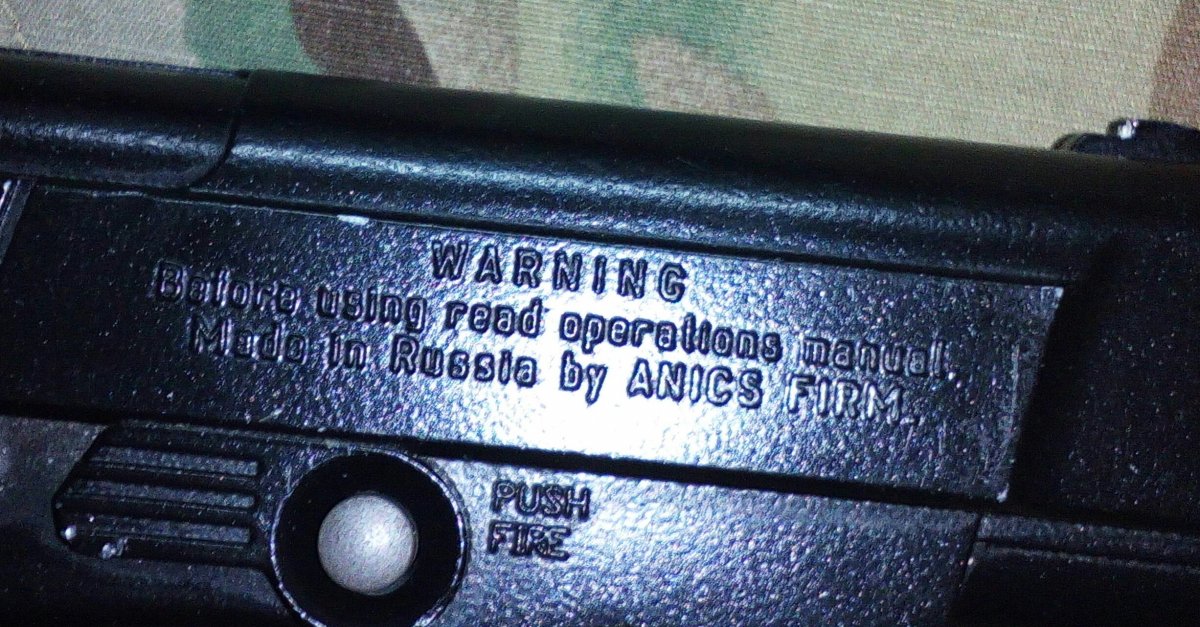 WARNING
Before using read operations manual.
Made in Russia by ANICS FIRM.
PUSH
FIRE